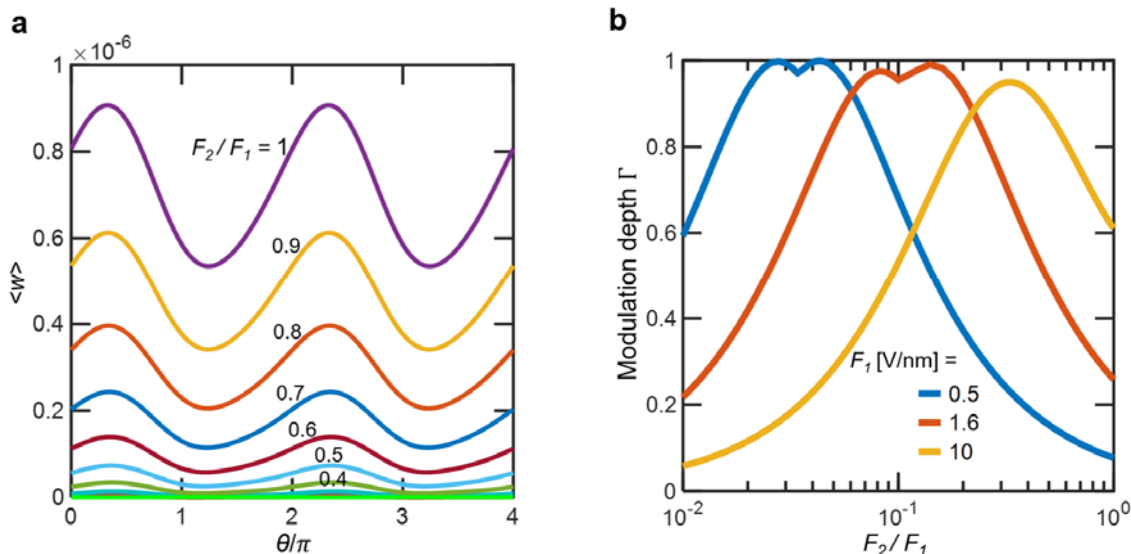 a
×10⁻⁶
1
0.8
0.6
0.4
0.2
0
<w>
F₂ / F₁ = 1
0.9
0.8
0.7
0.6
0.5
0.4
0 1 2 3 4
θ/π
b
1
0.8
0.6
0.4
0.2
0
Modulation depth Γ
F₁ [V/nm] =
0.5
1.6
10
10⁻² 10⁻¹ 10⁰
F₂ / F₁